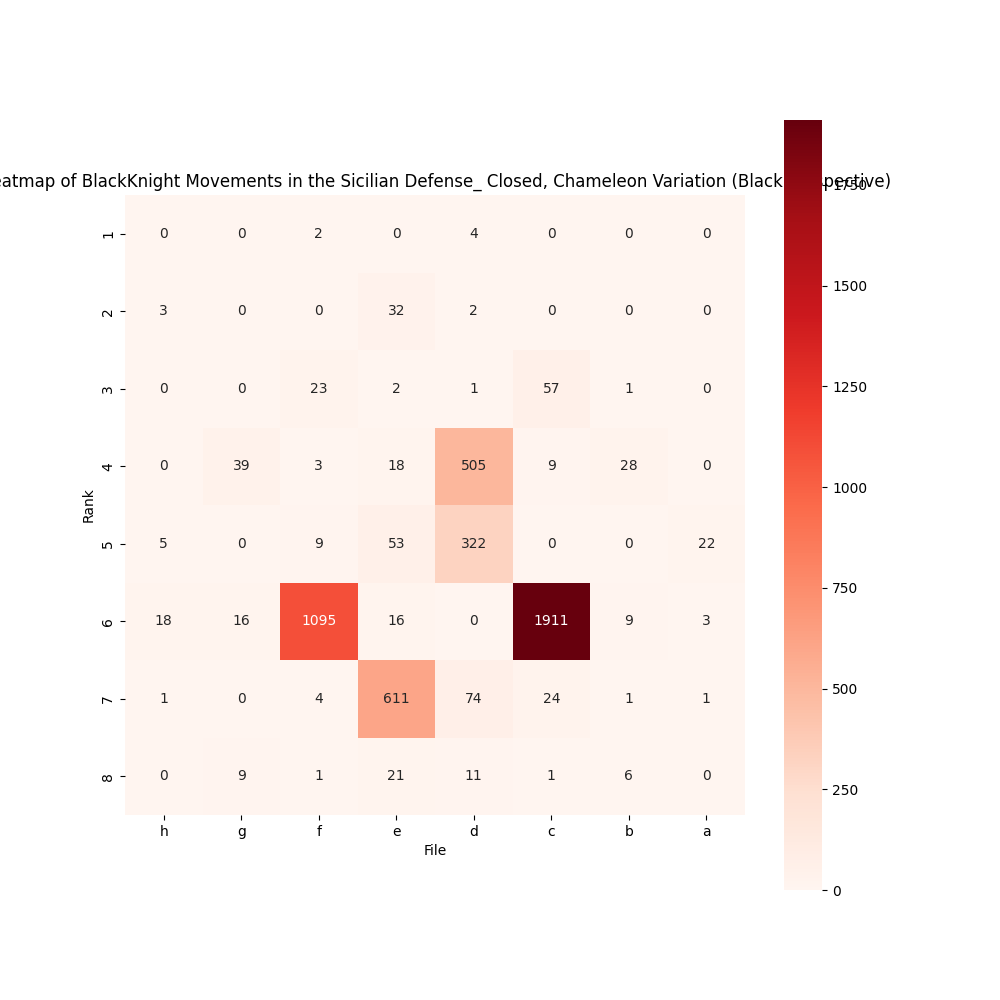 eatmap of BlackKnight Movements in the Sicilian Defense_ Closed, Chameleon Variation (Black Perspective)
1 0 0 2 0 4 0 0 0
2 3 0 0 32 2 0 0 0
3 0 0 23 2 1 57 1 0
4 0 39 3 18 505 9 28 0
Rank
5 5 0 9 53 322 0 0 22
6 18 16 1095 16 0 1911 9 3
7 1 0 4 611 74 24 1 1
8 0 9 1 21 11 1 6 0
h g f e d c b a
File
1750
1500
1250
1000
750
500
250
0